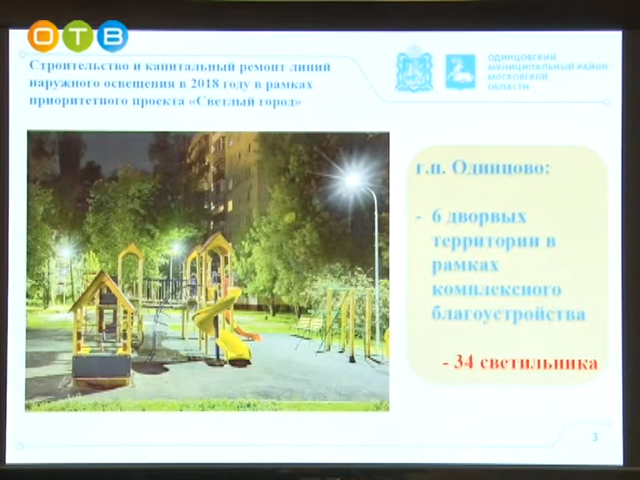 ОТВ
Строительство и капитальный ремонт линий
наружного освещения в 2018 году в рамках
приоритетного проекта «Светлый город»
ОДИНЦОВСКИЙ
МУНИЦИПАЛЬНЫЙ РАЙОН
МОСКОВСКОЙ
ОБЛАСТИ
г.п. Одинцово:
- 6 дворвых
территории в
рамках
комплексного
благоустройства
- 34 светильника
3